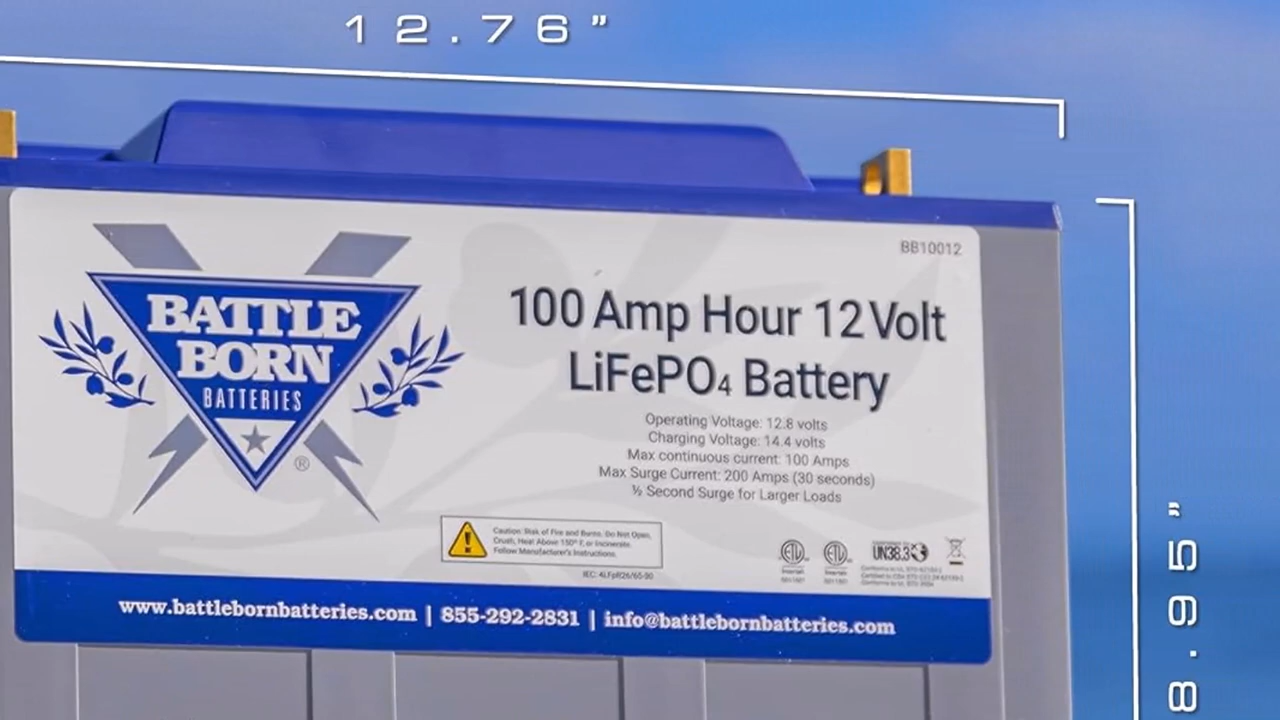 12.76”
BB10012
BATTLE
BORN
BATTERIES
®
100 Amp Hour 12 Volt
LiFePO4 Battery
Operating Voltage: 12.8 volts
Charging Voltage: 14.4 volts
Max continuous current: 100 Amps
Max Surge Current: 200 Amps (30 seconds)
½ Second Surge for Larger Loads
Caution: Risk of Fire and Burns. Do Not Open,
Crush, Heat Above 150° F, or Incinerate.
Follow Manufacturer's Instructions.
ETL
ETL
UN38.3
www.battlebornbatteries.com | 855-292-2831 | info@battlebornbatteries.com
8.95”